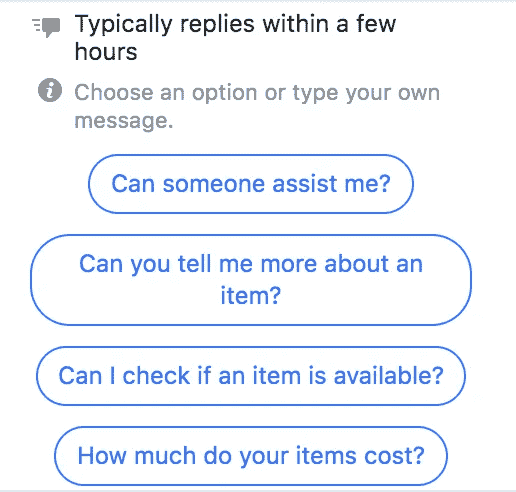 Typically replies within a few
hours
Choose an option or type your own
message.
Can someone assist me?
Can you tell me more about an
item?
Can I check if an item is available?
How much do your items cost?